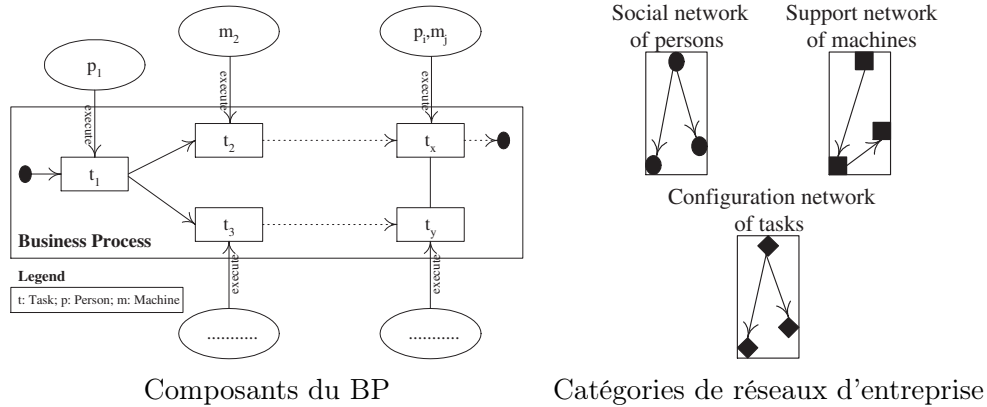 p1
m2
pi,mj
execute
execute
execute
t1
t2
tx
t3
ty
Business Process
execute
execute
Legend
t: Task; p: Person; m: Machine
...........
...........
Composants du BP
Social network
of persons
Support network
of machines
Configuration network
of tasks
Catégories de réseaux d'entreprise